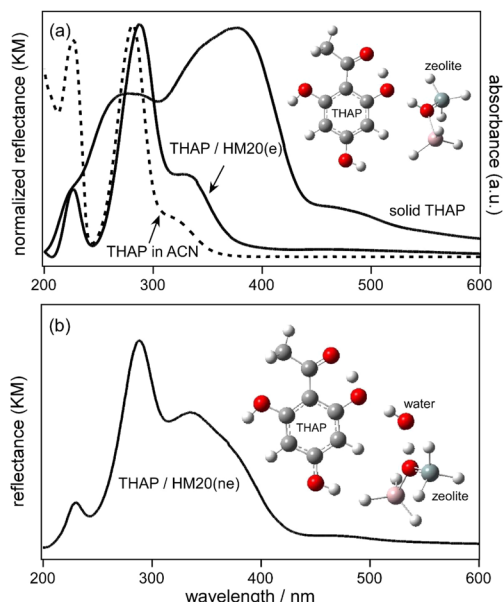 (a)
normalized reflectance (KM)
absorbance (a.u.)
zeolite
THAP
THAP / HM20(e)
solid THAP
THAP in ACN
200 300 400 500 600
(b)
reflectance (KM)
water
THAP
THAP / HM20(ne)
zeolite
200 300 400 500 600
wavelength / nm